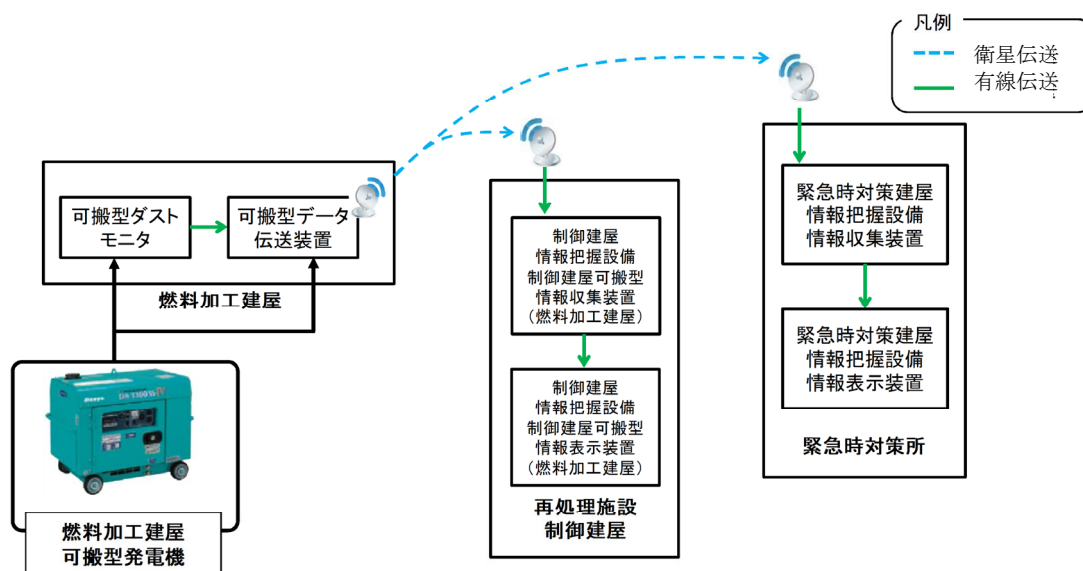 凡例
衛星伝送
有線伝送
可搬型ダスト
モニタ
可搬型データ
伝送装置
燃料加工建屋
燃料加工建屋
可搬型発電機
制御建屋
情報把握設備
制御建屋可搬型
情報収集装置
（燃料加工建屋）
制御建屋
情報把握設備
制御建屋可搬型
情報表示装置
（燃料加工建屋）
再処理施設
制御建屋
緊急時対策建屋
情報把握設備
情報収集装置
緊急時対策建屋
情報把握設備
情報表示装置
緊急時対策所